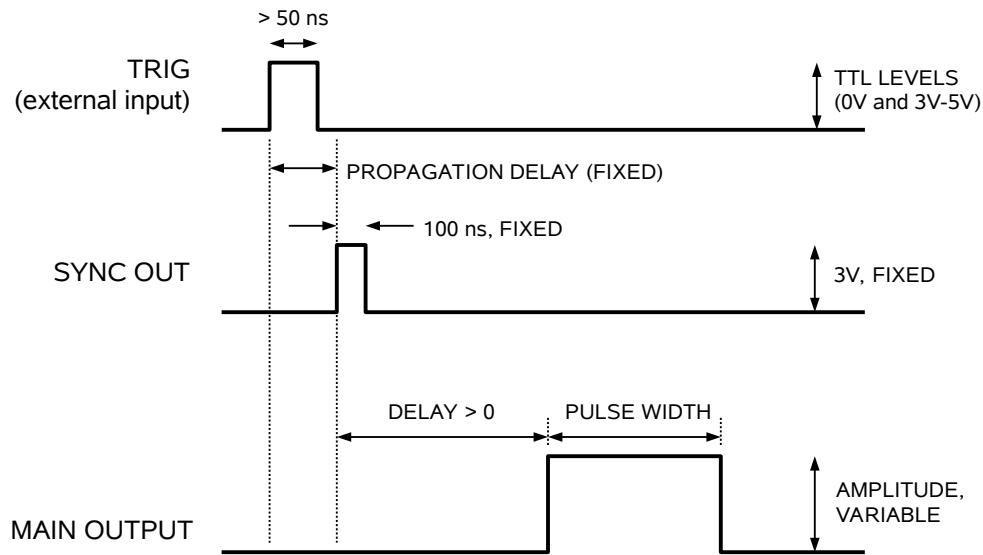 > 50 ns
TRIG
(external input)
TTL LEVELS
(0V and 3V-5V)
PROPAGATION DELAY (FIXED)
100 ns, FIXED
SYNC OUT
3V, FIXED
DELAY > 0
PULSE WIDTH
AMPLITUDE,
VARIABLE
MAIN OUTPUT